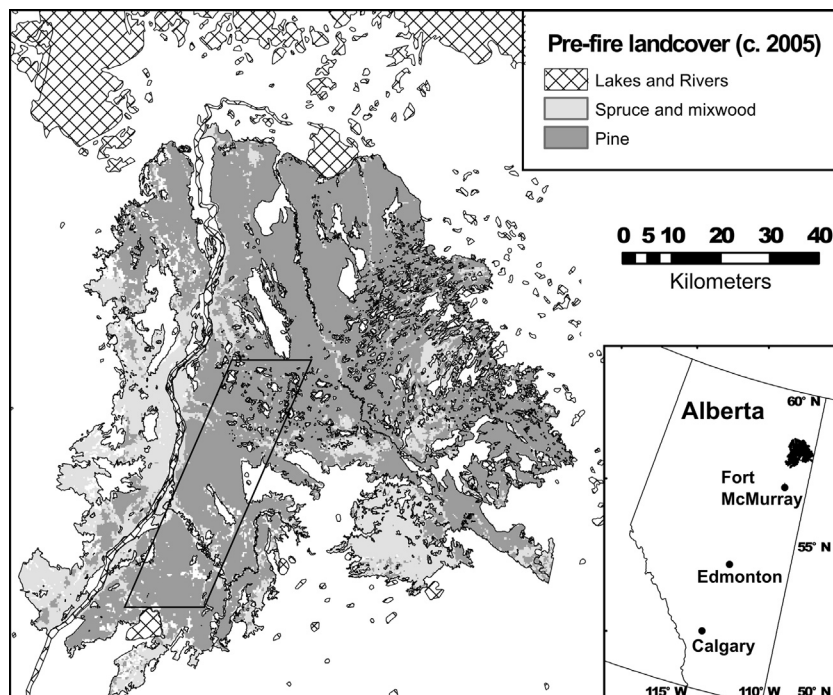 Pre-fire landcover (c. 2005)
Lakes and Rivers
Spruce and mixwood
Pine
0 5 10 20 30 40
Kilometers
Alberta
60° N
Fort
McMurray
55° N
Edmonton
Calgary
115° W 110° W 50° N